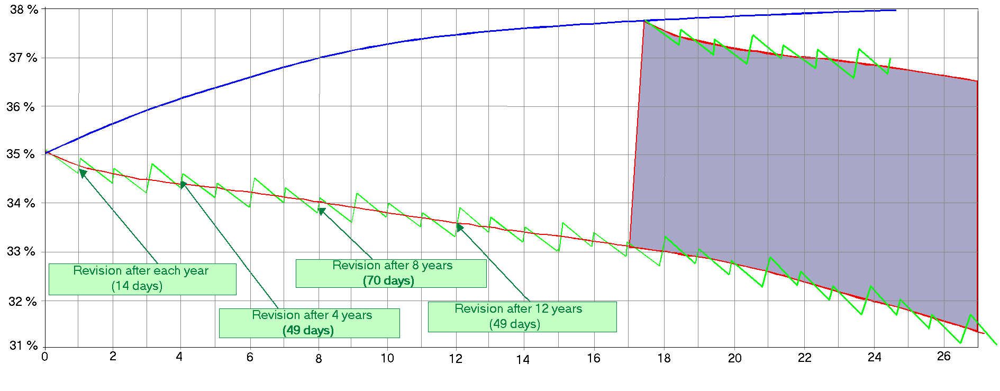 38 %
37 %
36 %
35 %
34 %
33 %
32 %
31 %
Revision after each year
(14 days)
Revision after 4 years
(49 days)
Revision after 8 years
(70 days)
Revision after 12 years
(49 days)
0 2 4 6 8 10 12 14 16 18 20 22 24 26